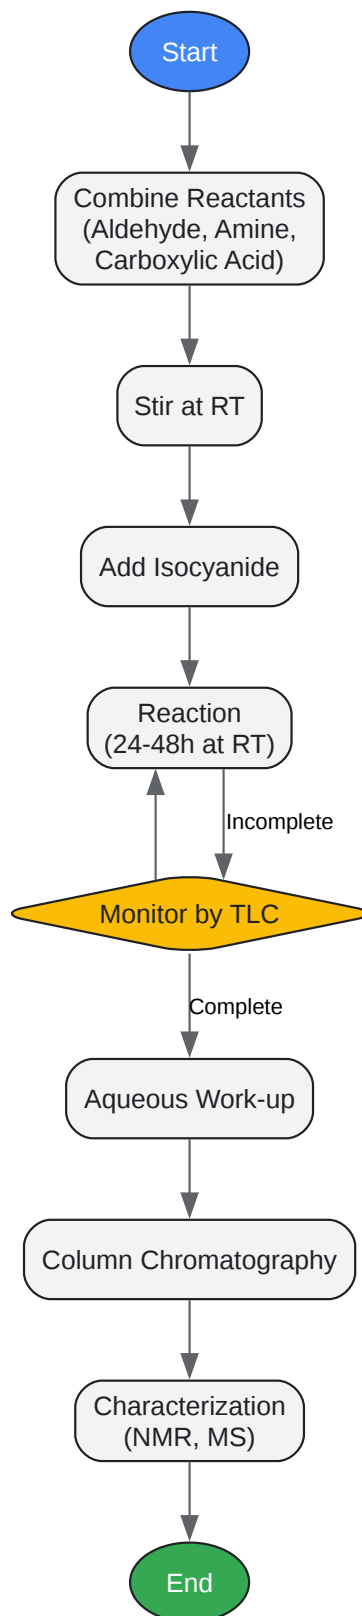 Start
Combine Reactants
(Aldehyde, Amine,
Carboxylic Acid)
Stir at RT
Add Isocyanide
Reaction
(24-48h at RT)
Incomplete
Monitor by TLC
Complete
Aqueous Work-up
Column Chromatography
Characterization
(NMR, MS)
End